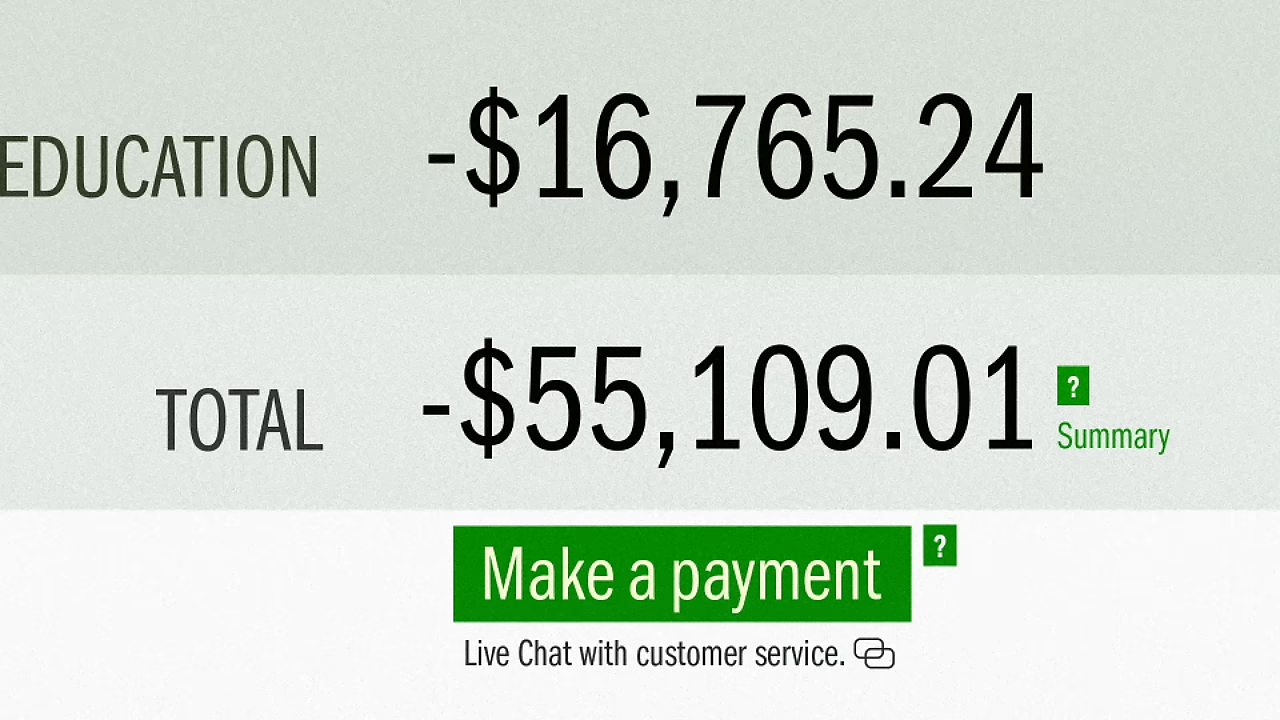 EDUCATION -$16,765.24
TOTAL -$55,109.01 ?
Summary
Make a payment ?
Live Chat with customer service.